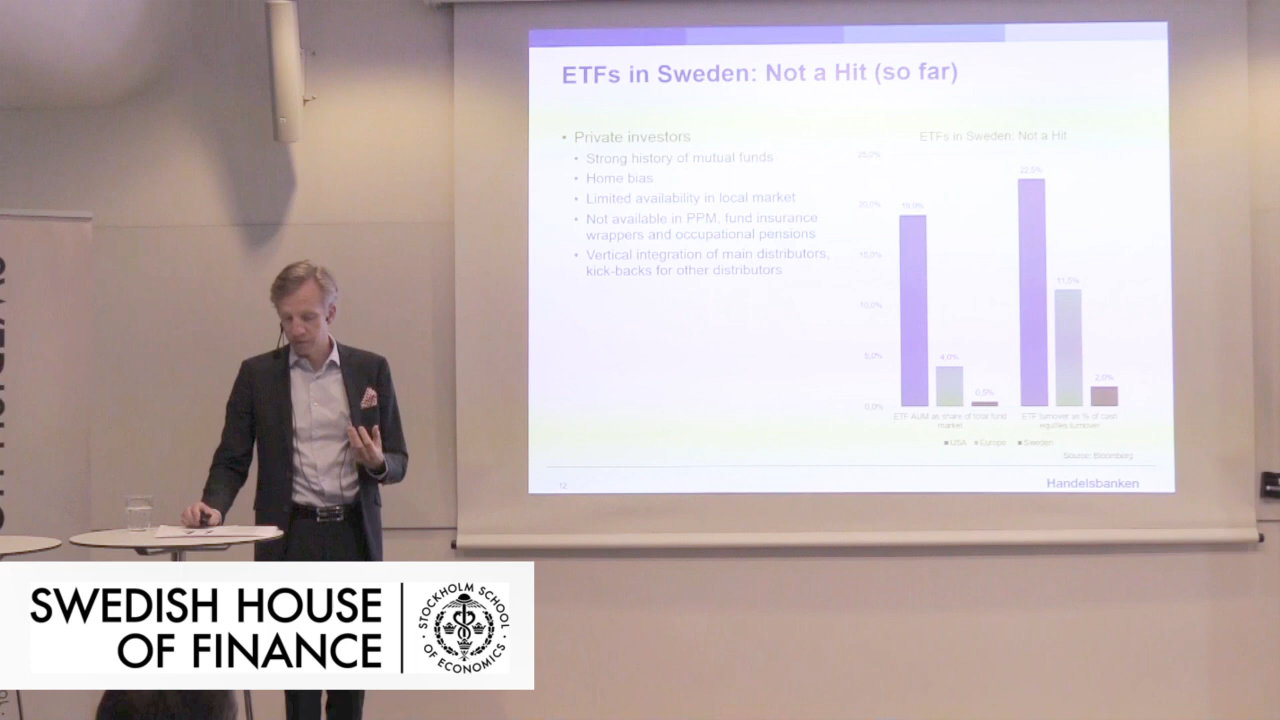 ETFs in Sweden: Not a Hit (so far)
• Private investors
• Strong history of mutual funds
• Home bias
• Limited availability in local market
• Not available in PPM, fund insurance
wrappers and occupational pensions
• Vertical integration of main distributors,
kick-backs for other distributors
ETFs in Sweden: Not a Hit
25,0%
20,0%
15,0%
10,0%
5,0%
0,0%
19,0%
4,0%
0,5%
22,5%
11,5%
2,0%
ETF AUM as share of total fund
market
ETF turnover as % of cash
equities turnover
USA Europe Sweden
Source: Bloomberg
12
Handelsbanken
SWEDISH HOUSE
OF FINANCE
STOCKHOLM SCHOOL
· OF ECONOMICS ·